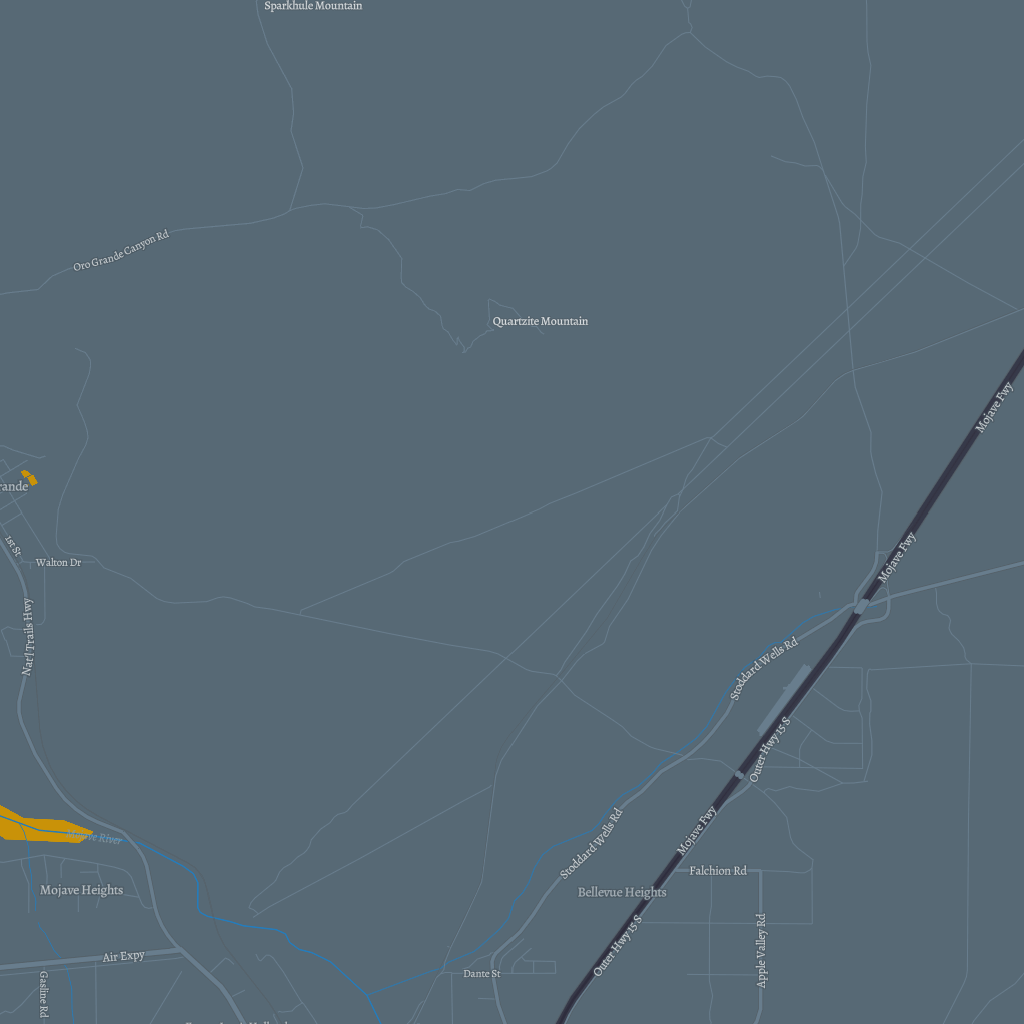 Sparkhule Mountain
Oro Grande Canyon Rd
Quartzite Mountain
Mojave Fwy
rande
1st St
Walton Dr
Mojave Fwy
Nat'l Trails Hwy
Stoddard Wells Rd
Outer Hwy 15 S
Mojave Fwy
River
Stoddard Wells Rd
Falchion Rd
Mojave Heights
Bellevue Heights
Outer Hwy 15 S
Apple Valley Rd
Air Expy
Dante St
Gasline Rd